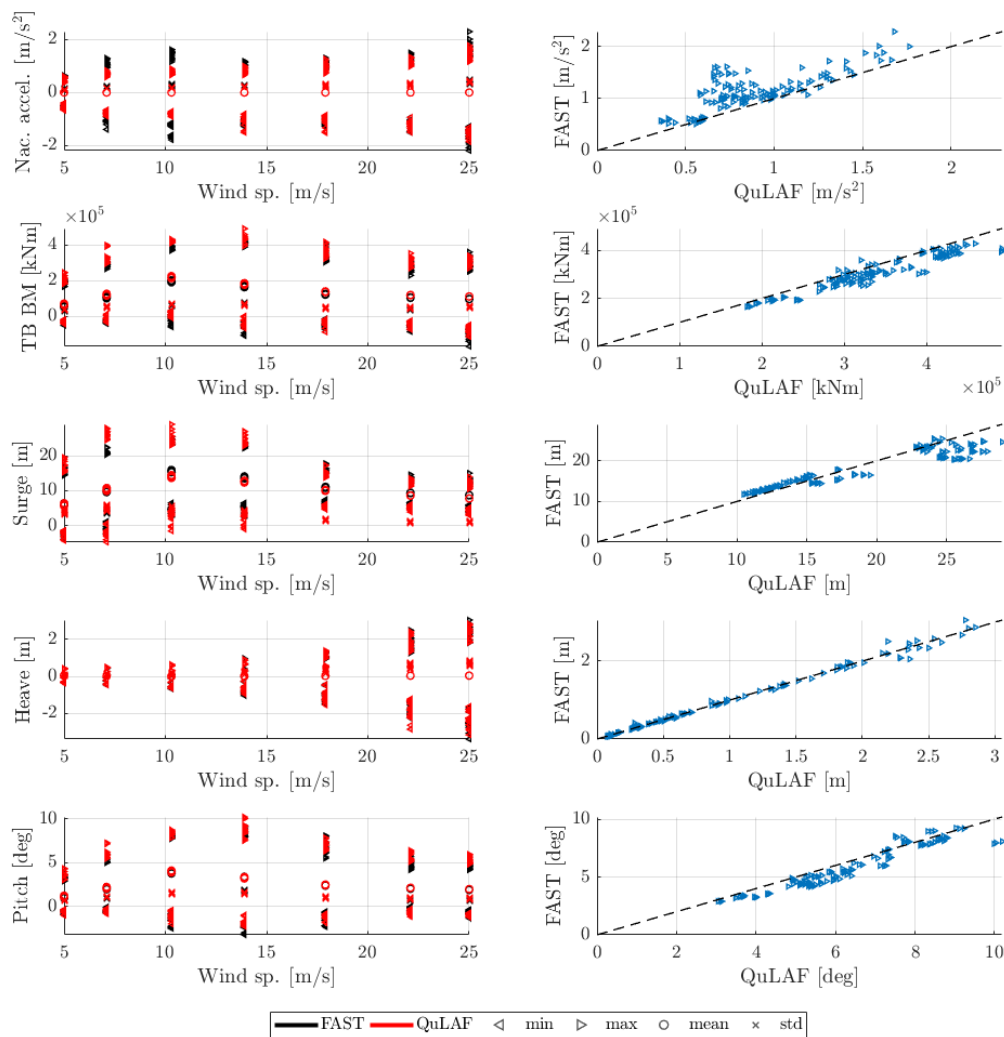 Nac. accel. [m/s²]
2
0
-2
5 10 15 20 25
Wind sp. [m/s]
FAST [m/s²]
2
1
0
0 0.5 1 1.5 2
QuLAF [m/s²]
TB BM [kNm]
×10⁵
4
2
0
5 10 15 20 25
Wind sp. [m/s]
FAST [kNm]
×10⁵
4
2
0
0 1 2 3 4
QuLAF [kNm]
×10⁵
Surge [m]
20
10
0
5 10 15 20 25
Wind sp. [m/s]
FAST [m]
20
10
0
0 5 10 15 20 25
QuLAF [m]
Heave [m]
2
0
-2
5 10 15 20 25
Wind sp. [m/s]
FAST [m]
2
0
0 0.5 1 1.5 2 2.5 3
QuLAF [m]
Pitch [deg]
10
5
0
5 10 15 20 25
Wind sp. [m/s]
FAST [deg]
10
5
0
0 2 4 6 8 10
QuLAF [deg]
FAST QuLAF min max mean std